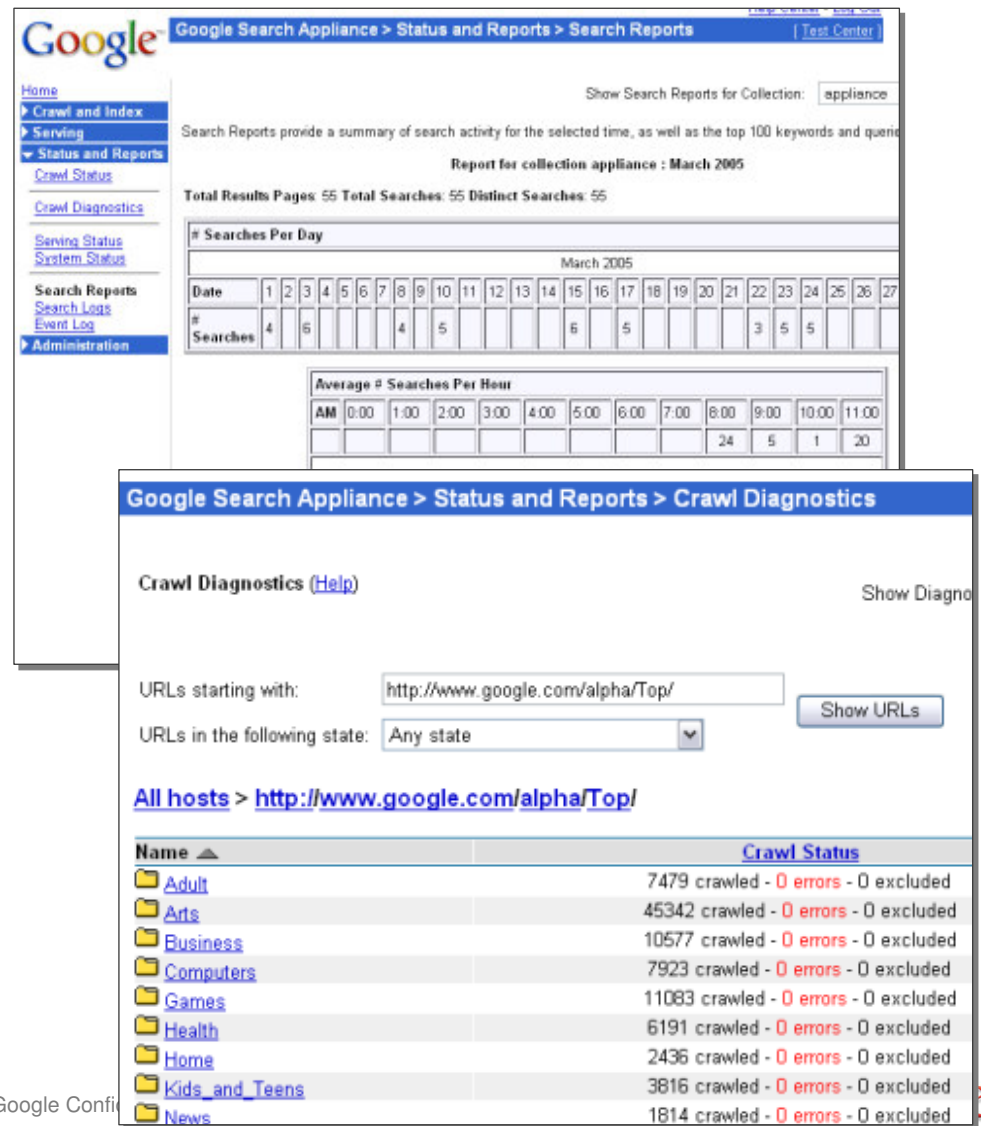 Help Center - Log Out
Google Google Search Appliance > Status and Reports > Search Reports [ Test Center ]
Home
Show Search Reports for Collection: appliance
Crawl and Index
Serving
Search Reports provide a summary of search activity for the selected time, as well as the top 100 keywords and querie
Status and Reports
Report for collection appliance : March 2005
Crawl Status
Total Results Pages: 55 Total Searches: 55 Distinct Searches: 55
Crawl Diagnostics
# Searches Per Day
Serving Status
System Status
March 2005
Search Reports
Date 1 2 3 4 5 6 7 8 9 10 11 12 13 14 15 16 17 18 19 20 21 22 23 24 25 26 27
Search Logs
Event Log
# Searches 4 6 4 5 6 5 3 5 5
Administration
Average # Searches Per Hour
AM 0:00 1:00 2:00 3:00 4:00 5:00 6:00 7:00 8:00 9:00 10:00 11:00
24 5 1 20
Google Search Appliance > Status and Reports > Crawl Diagnostics
Crawl Diagnostics (Help)
Show Diagno
URLs starting with: http://www.google.com/alpha/Top/
Show URLs
URLs in the following state: Any state
All hosts > http://www.google.com/alpha/Top/
Name Crawl Status
Adult 7479 crawled - 0 errors - 0 excluded
Arts 45342 crawled - 0 errors - 0 excluded
Business 10577 crawled - 0 errors - 0 excluded
Computers 7923 crawled - 0 errors - 0 excluded
Games 11083 crawled - 0 errors - 0 excluded
Health 6191 crawled - 0 errors - 0 excluded
Home 2436 crawled - 0 errors - 0 excluded
Kids_and_Teens 3816 crawled - 0 errors - 0 excluded
News 1814 crawled - 0 errors - 0 excluded
Google Confi